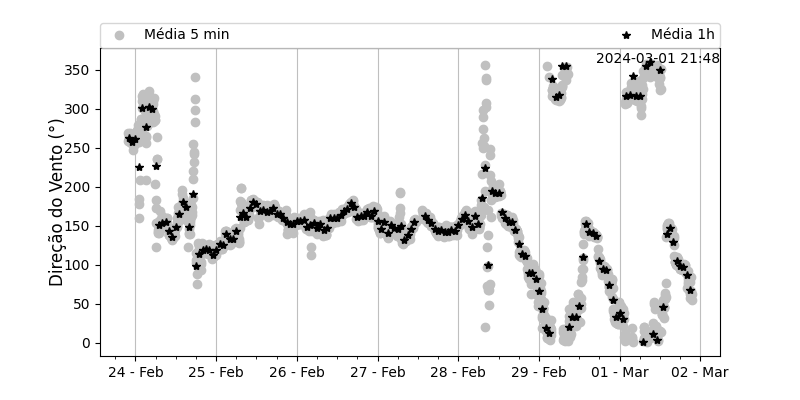 Média 5 min
Média 1h
2024-03-01 21:48
Direção do Vento (°)
350
300
250
200
150
100
50
0
24 - Feb
25 - Feb
26 - Feb
27 - Feb
28 - Feb
29 - Feb
01 - Mar
02 - Mar